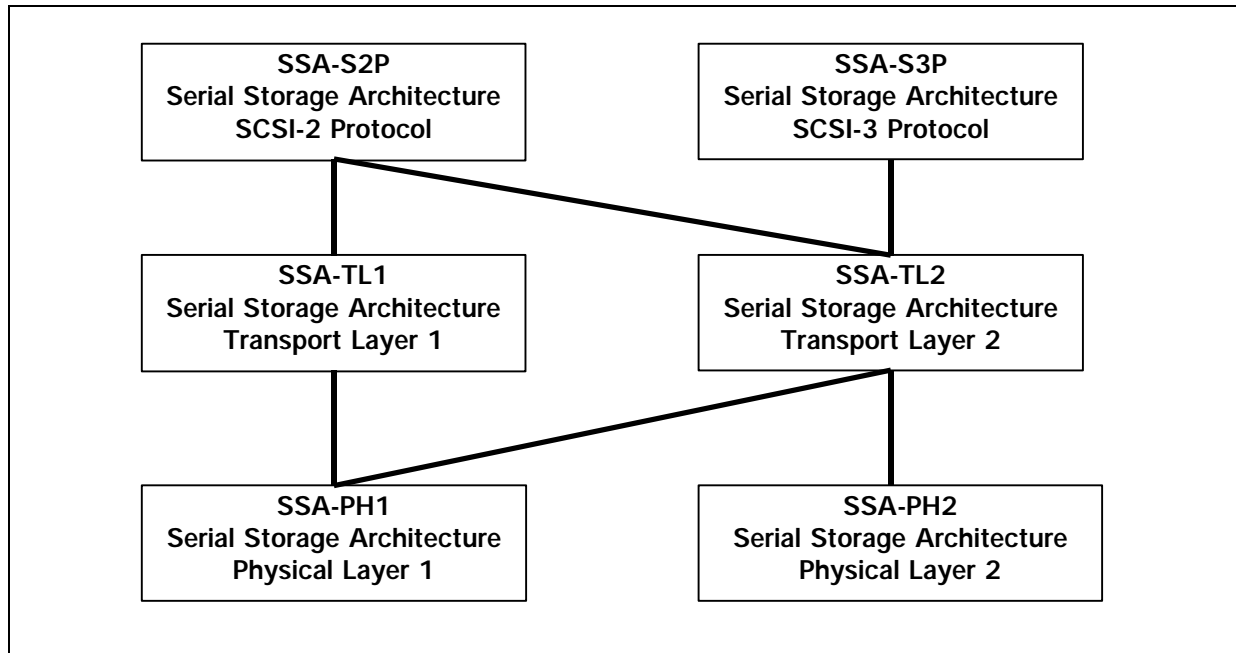 SSA-S2P
Serial Storage Architecture
SCSI-2 Protocol
SSA-S3P
Serial Storage Architecture
SCSI-3 Protocol
SSA-TL1
Serial Storage Architecture
Transport Layer 1
SSA-TL2
Serial Storage Architecture
Transport Layer 2
SSA-PH1
Serial Storage Architecture
Physical Layer 1
SSA-PH2
Serial Storage Architecture
Physical Layer 2